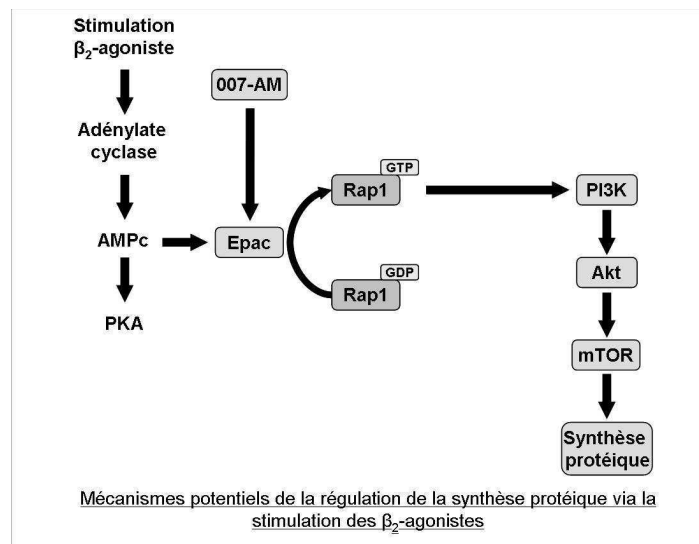 Stimulation
β₂-agoniste
007-AM
Adénylate
cyclase
GTP
Rap1
PI3K
AMPc
Epac
GDP
Rap1
Akt
PKA
mTOR
Synthèse
protéique
Mécanismes potentiels de la régulation de la synthèse protéique via la
stimulation des β₂-agonistes